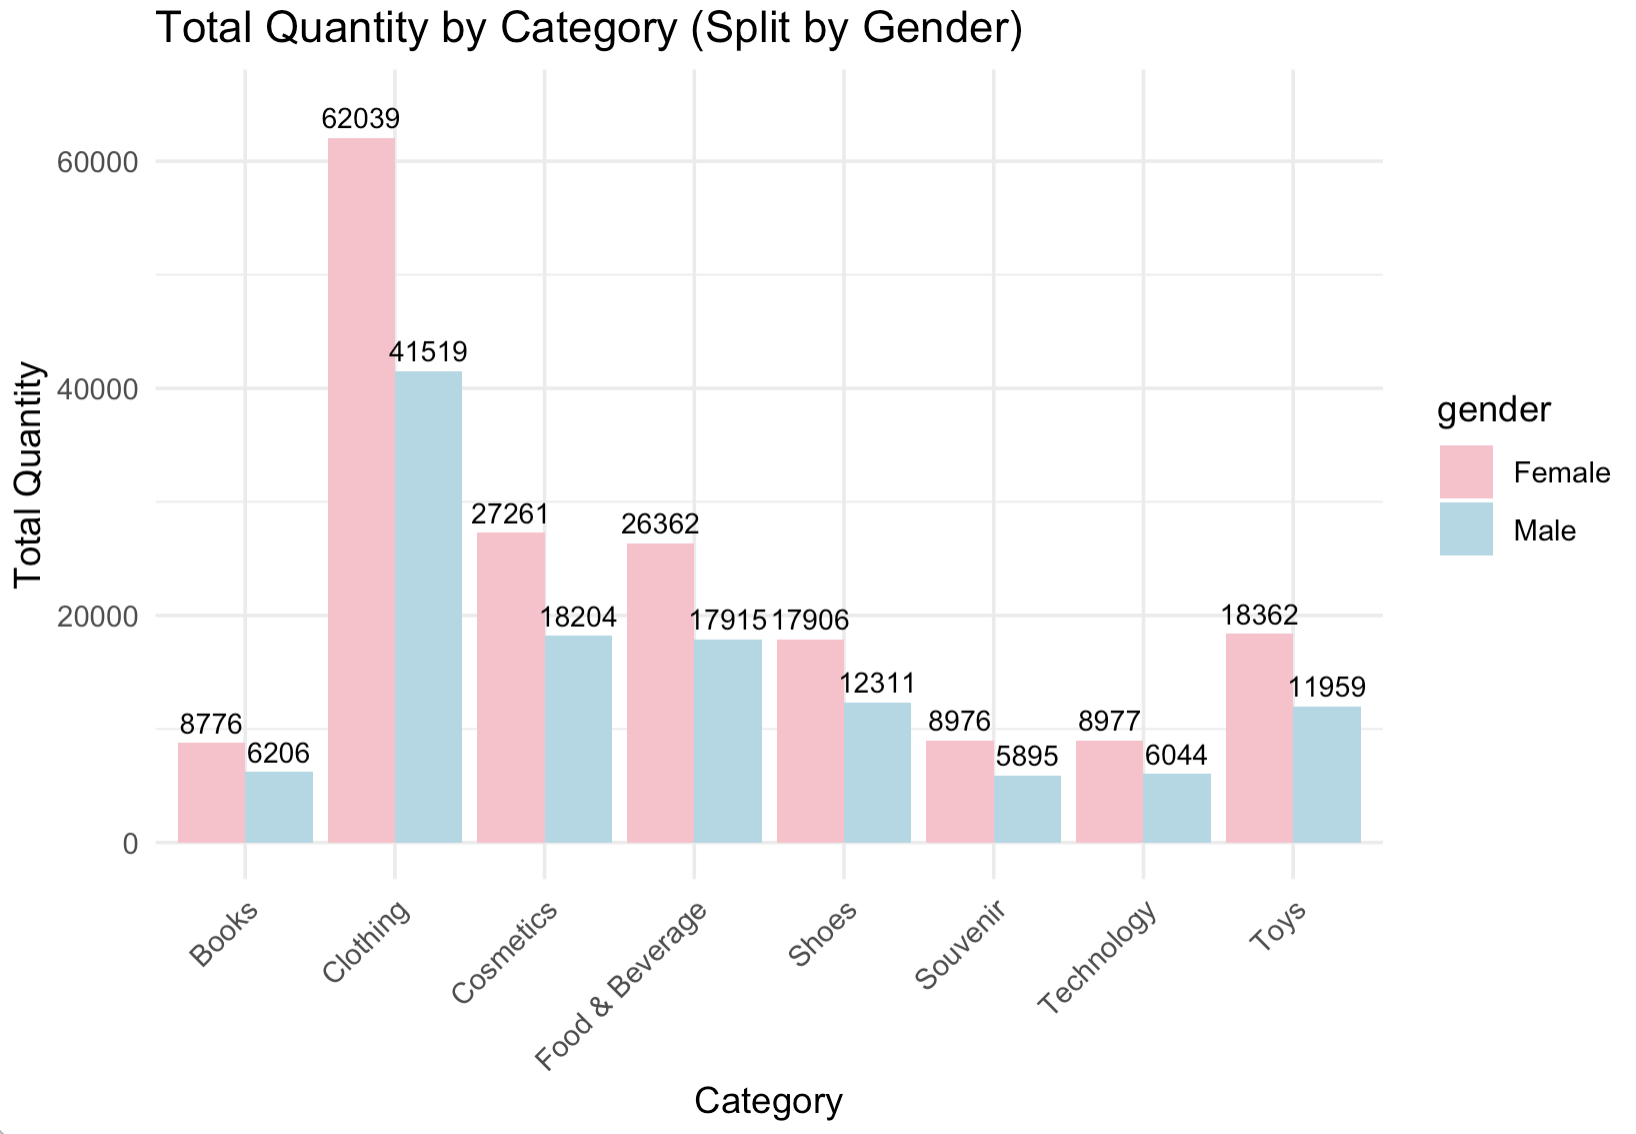 Total Quantity by Category (Split by Gender)
Total Quantity
60000
40000
20000
0
62039
41519
27261
18204
26362
17915
17906
12311
8776
6206
8976
5895
8977
6044
18362
11959
Books
Clothing
Cosmetics
Food & Beverage
Shoes
Souvenir
Technology
Toys
Category
gender
Female
Male